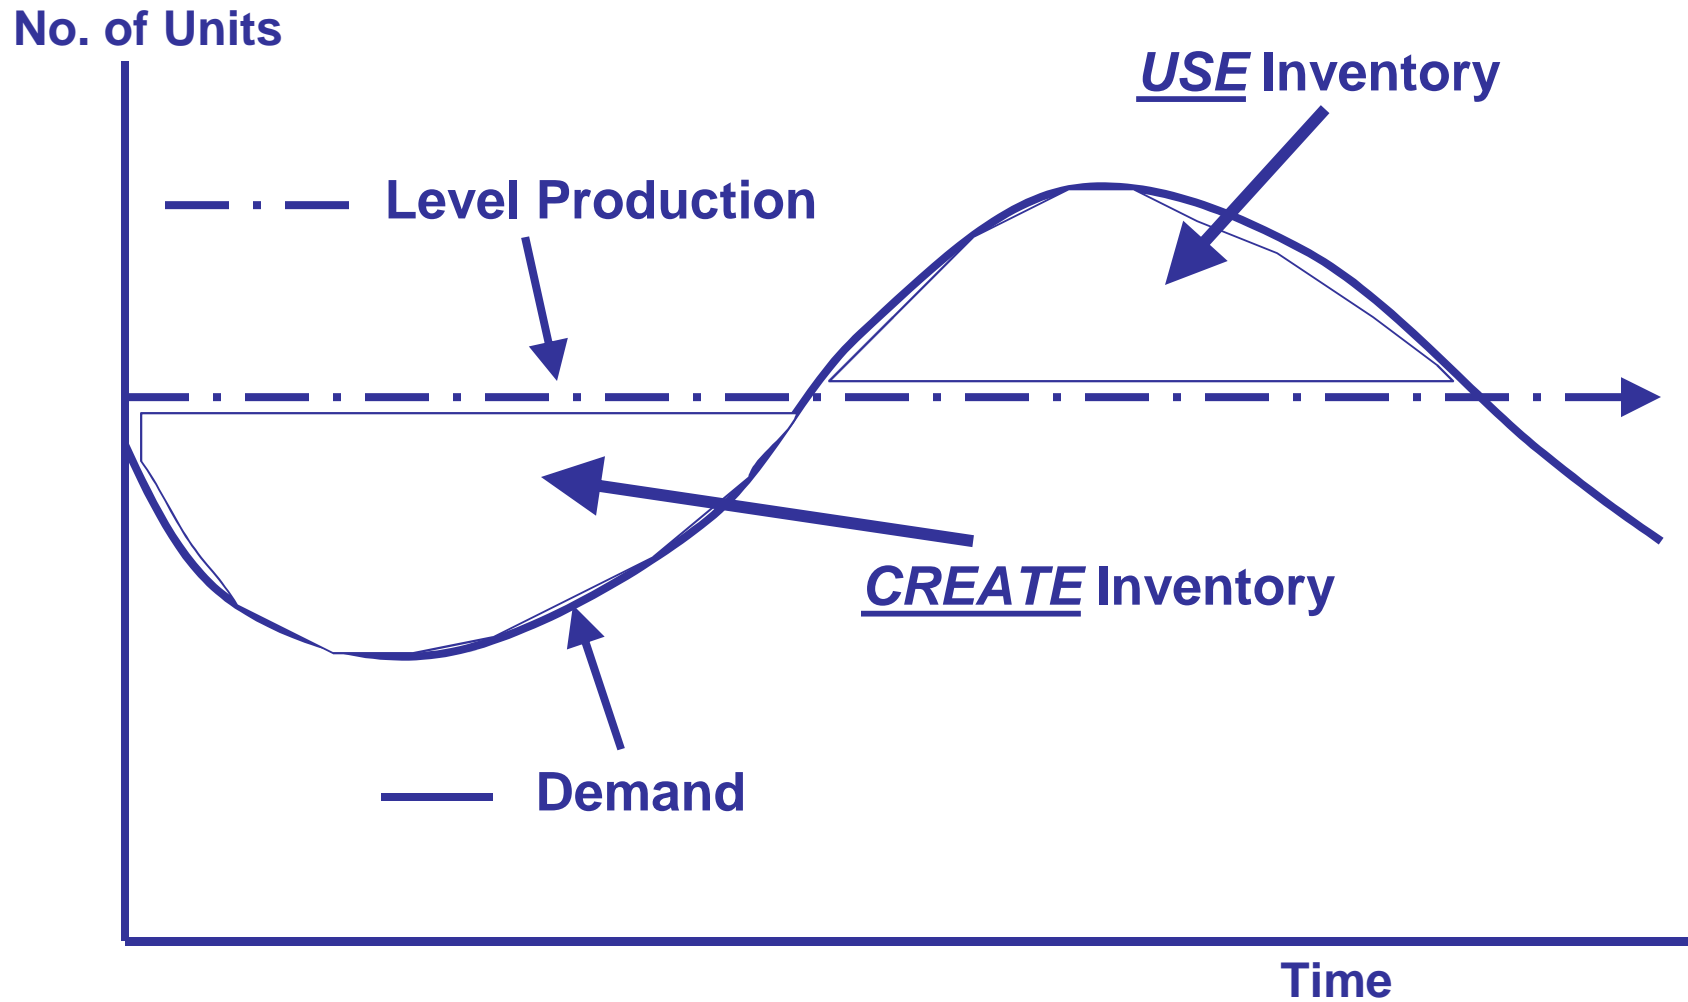 No. of Units
USE Inventory
Level Production
CREATE Inventory
Demand
Time